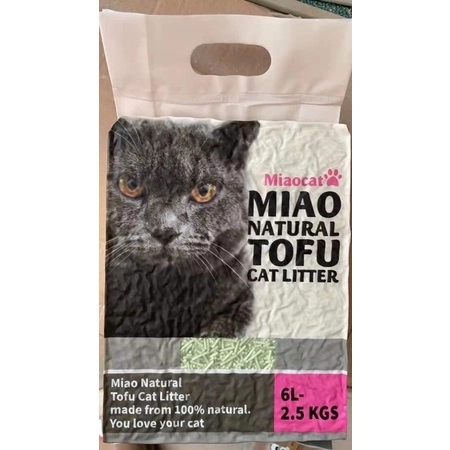 Miaocat
MIAO
NATURAL
TOFU
CAT LITTER
Miao Natural
Tofu Cat Litter
made from 100% natural.
You love your cat
6L-
2.5 KGS